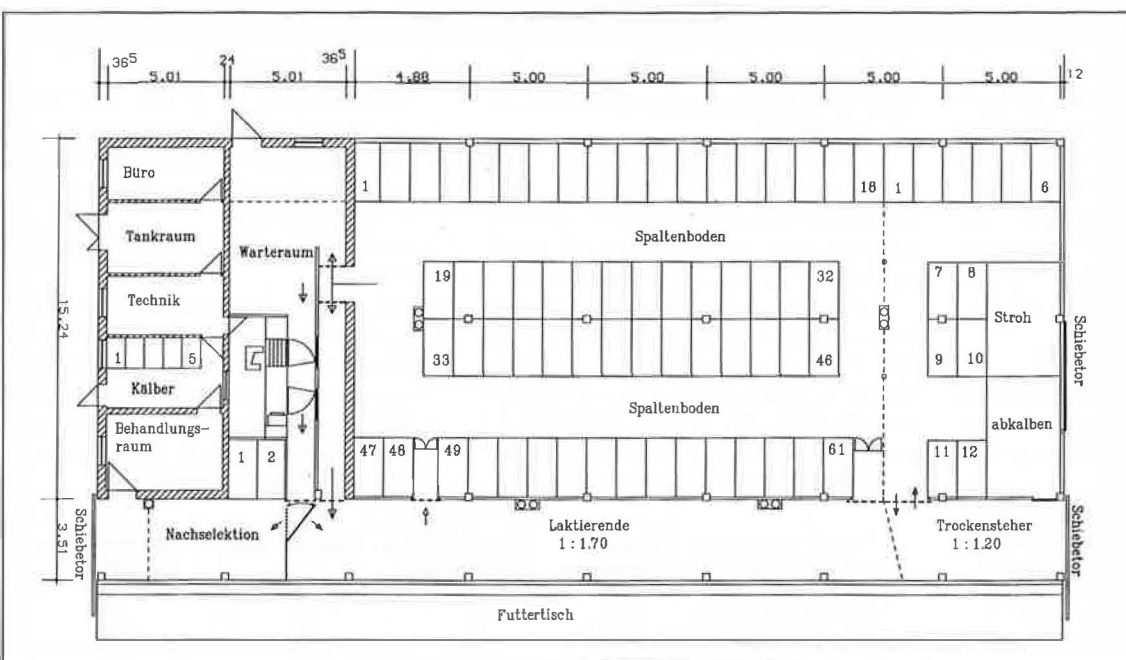 36⁵ 24 36⁵ 12
5.01 5.01 4.88 5.00 5.00 5.00 5.00 5.00
Büro
1 18 1 6
Tankraum
Warteraum
Spaltenboden
19 32 7 8
Technik
Stroh
15.24
Schiebetor
1 5
33 46 9 10
Kälber
Spaltenboden
Behandlungs-
raum
abkalben
1 2 47 48 49 61 11 12
Schiebetor
3.51
Nachselektion
Laktierende
1 : 1.70
Trockensteher
1 : 1.20
Schiebetor
Futtertisch